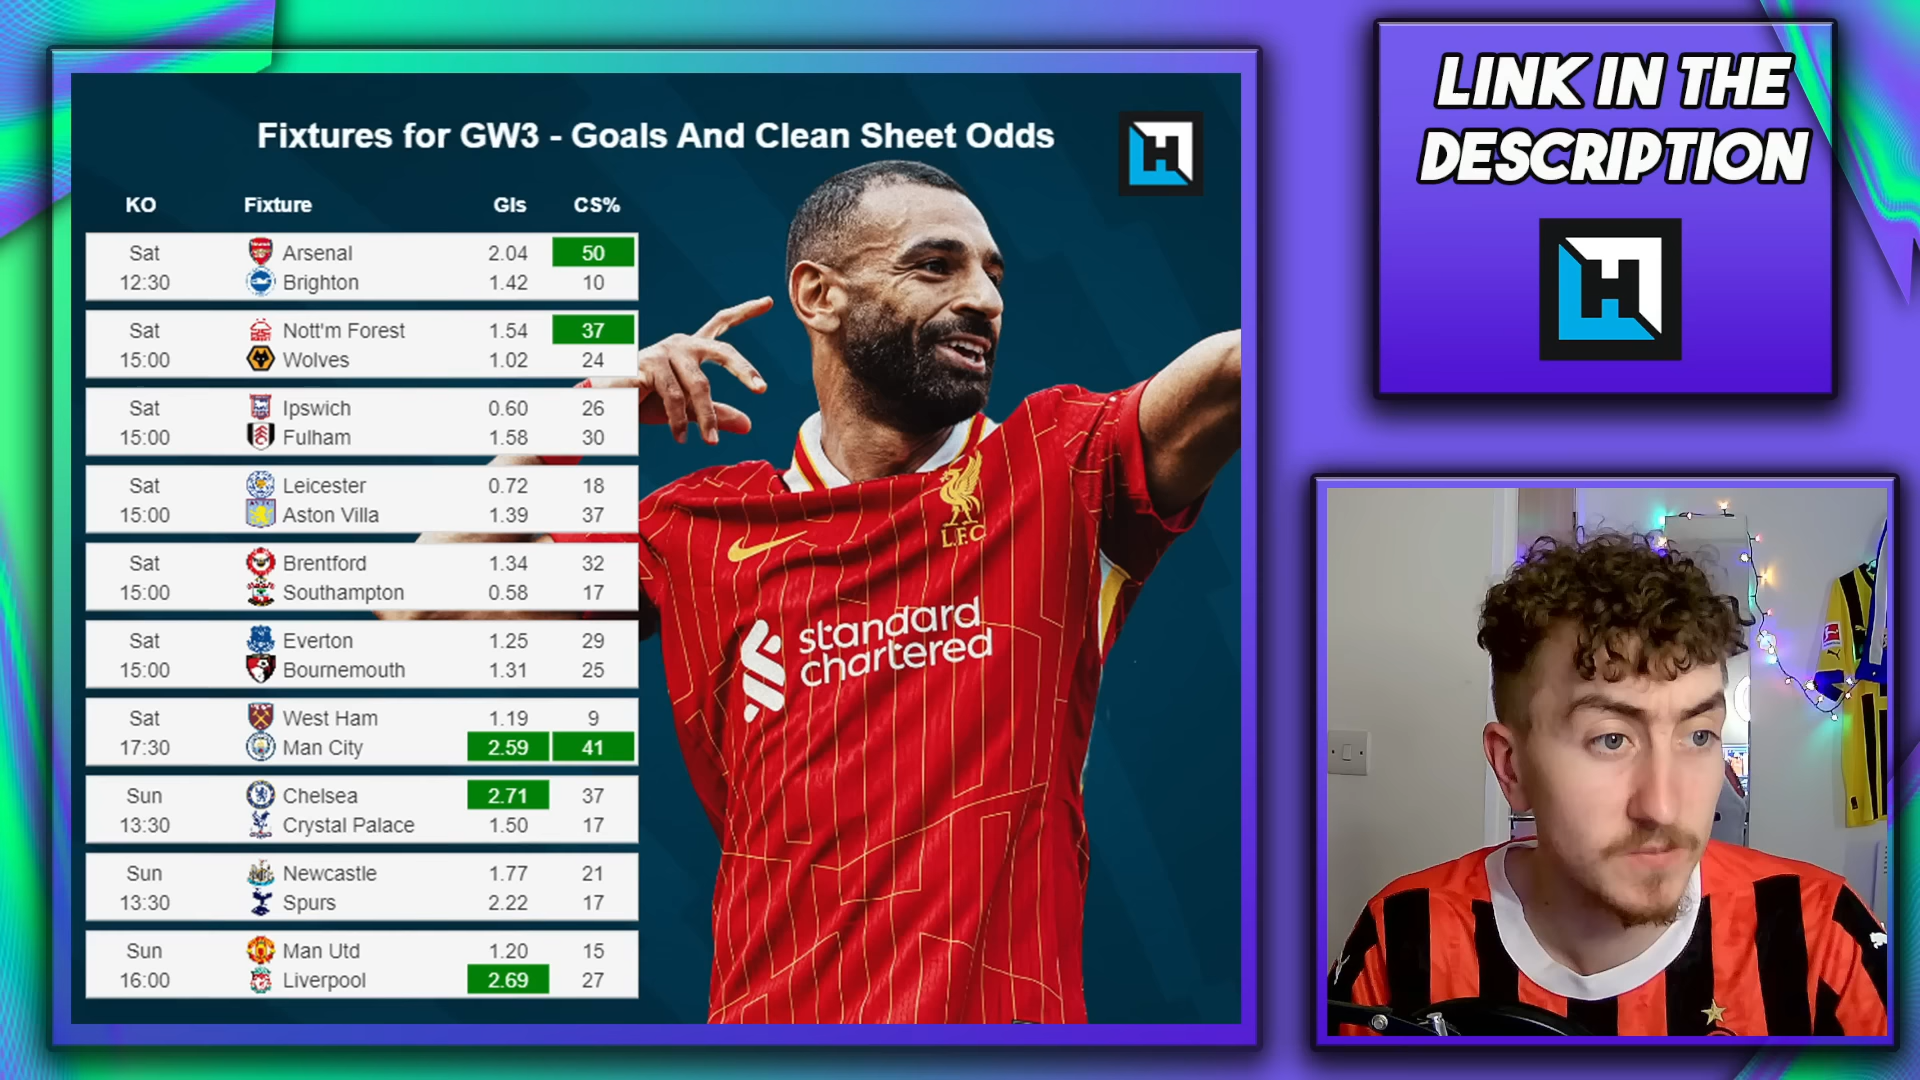 Fixtures for GW3 - Goals And Clean Sheet Odds
KO Fixture Gls CS%
Sat Arsenal 2.04 50
12:30 Brighton 1.42 10
Sat Nott'm Forest 1.54 37
15:00 Wolves 1.02 24
Sat Ipswich 0.60 26
15:00 Fulham 1.58 30
Sat Leicester 0.72 18
15:00 Aston Villa 1.39 37
Sat Brentford 1.34 32
15:00 Southampton 0.58 17
Sat Everton 1.25 29
15:00 Bournemouth 1.31 25
Sat West Ham 1.19 9
17:30 Man City 2.59 41
Sun Chelsea 2.71 37
13:30 Crystal Palace 1.50 17
Sun Newcastle 1.77 21
13:30 Spurs 2.22 17
Sun Man Utd 1.20 15
16:00 Liverpool 2.69 27
L.F.C
standard
chartered
LINK IN THE
DESCRIPTION
H